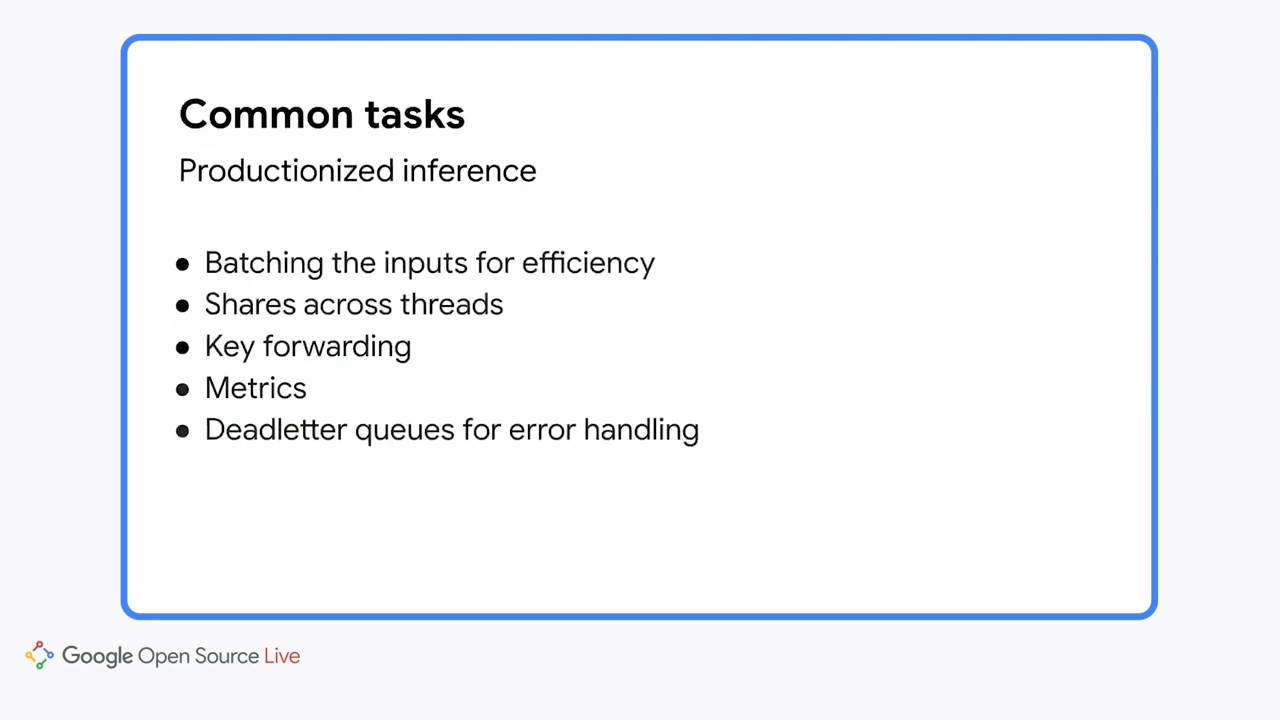 Common tasks
Productionized inference
● Batching the inputs for efficiency
● Shares across threads
● Key forwarding
● Metrics
● Deadletter queues for error handling
Google Open Source Live